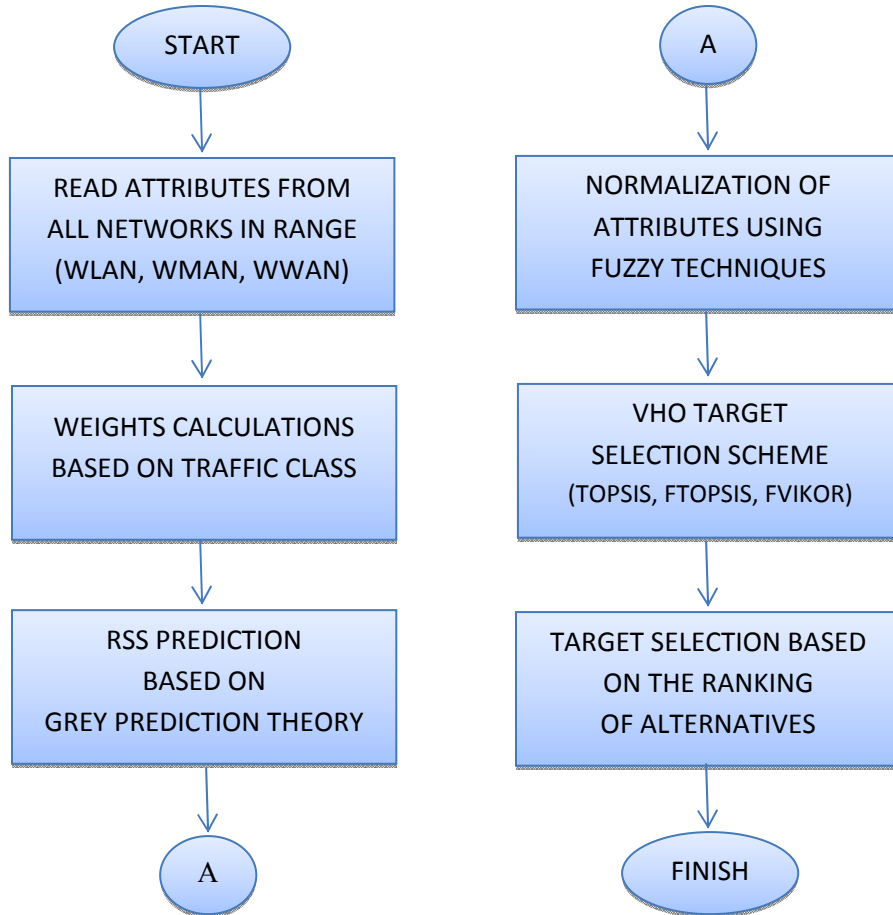 START
READ ATTRIBUTES FROM
ALL NETWORKS IN RANGE
(WLAN, WMAN, WWAN)
WEIGHTS CALCULATIONS
BASED ON TRAFFIC CLASS
RSS PREDICTION
BASED ON
GREY PREDICTION THEORY
A
A
NORMALIZATION OF
ATTRIBUTES USING
FUZZY TECHNIQUES
VHO TARGET
SELECTION SCHEME
(TOPSIS, FTOPSIS, FVIKOR)
TARGET SELECTION BASED
ON THE RANKING
OF ALTERNATIVES
FINISH